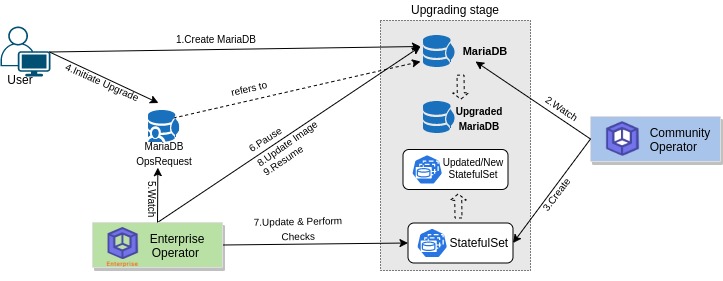 Upgrading stage
1.Create MariaDB
MariaDB
User
4.Initiate Upgrade
refers to
2.Watch
Upgraded
MariaDB
Community
Operator
MariaDB
OpsRequest
6.Pause
8.Update Image
9.Resume
Updated/New
StatefulSet
5.Watch
3.Create
7.Update & Perform
Checks
StatefulSet
Enterprise
Operator
Enterprise